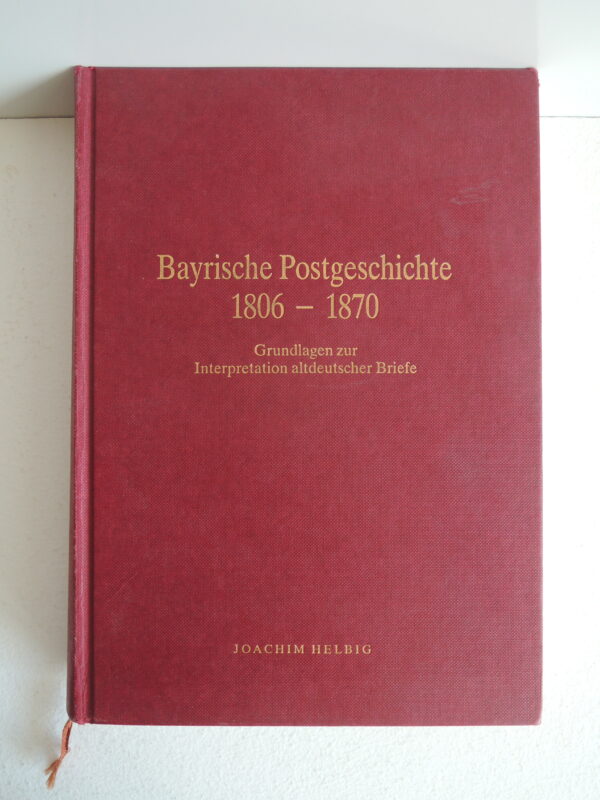 Bayrische Postgeschichte
1806 – 1870
Grundlagen zur
Interpretation altdeutscher Briefe
JOACHIM HELBIG